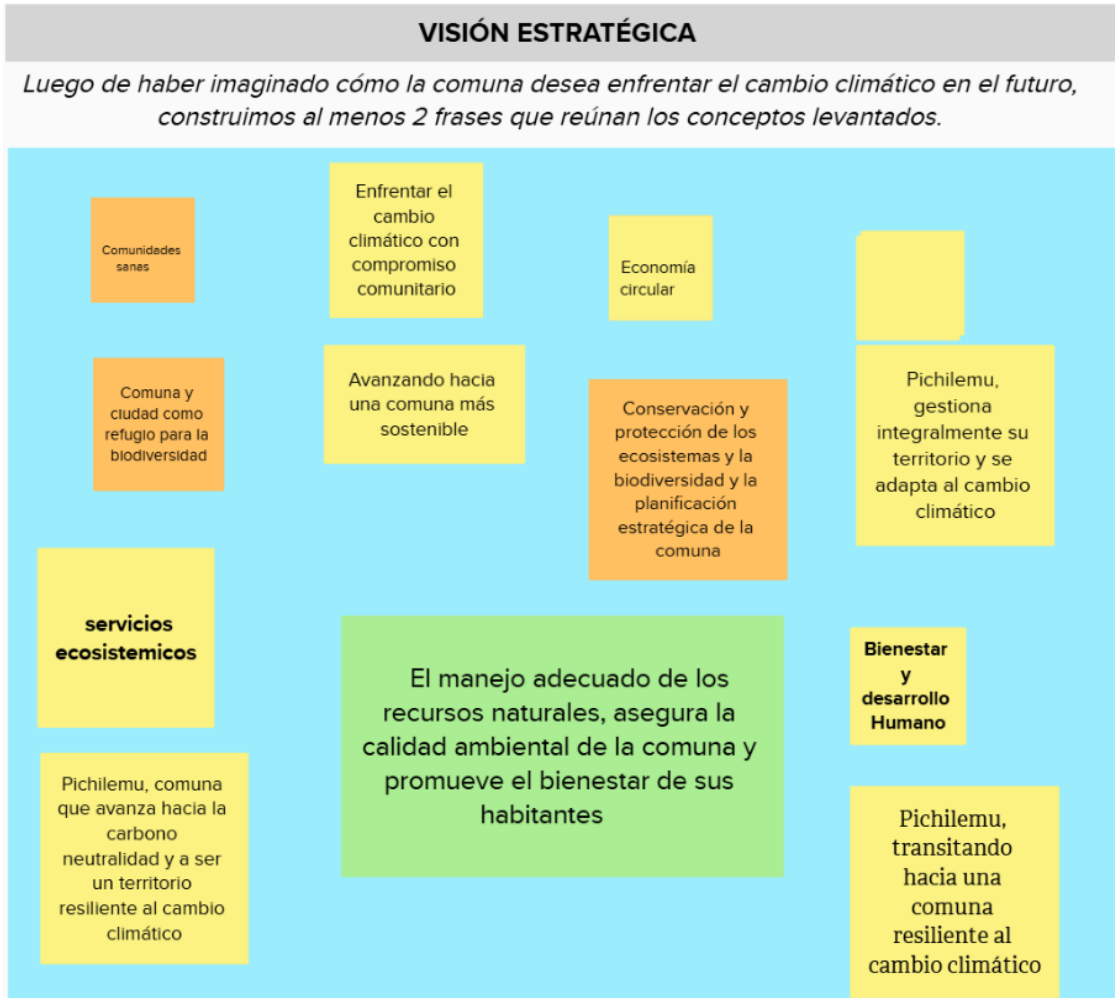 VISIÓN ESTRATÉGICA
Luego de haber imaginado cómo la comuna desea enfrentar el cambio climático en el futuro,
construimos al menos 2 frases que reúnan los conceptos levantados.
Comunidades
sanas
Enfrentar el
cambio
climático con
compromiso
comunitario
Economía
circular
Comuna y
ciudad como
refugio para la
biodiversidad
Avanzando hacia
una comuna más
sostenible
Conservación y
protección de los
ecosistemas y la
biodiversidad y la
planificación
estratégica de la
comuna
Pichilemu,
gestiona
integralmente su
territorio y se
adapta al cambio
climático
servicios
ecosistemicos
El manejo adecuado de los
recursos naturales, asegura la
calidad ambiental de la comuna y
promueve el bienestar de sus
habitantes
Bienestar
y
desarrollo
Humano
Pichilemu, comuna
que avanza hacia la
carbono
neutralidad y a ser
un territorio
resiliente al cambio
climático
Pichilemu,
transitando
hacia una
comuna
resiliente al
cambio climático